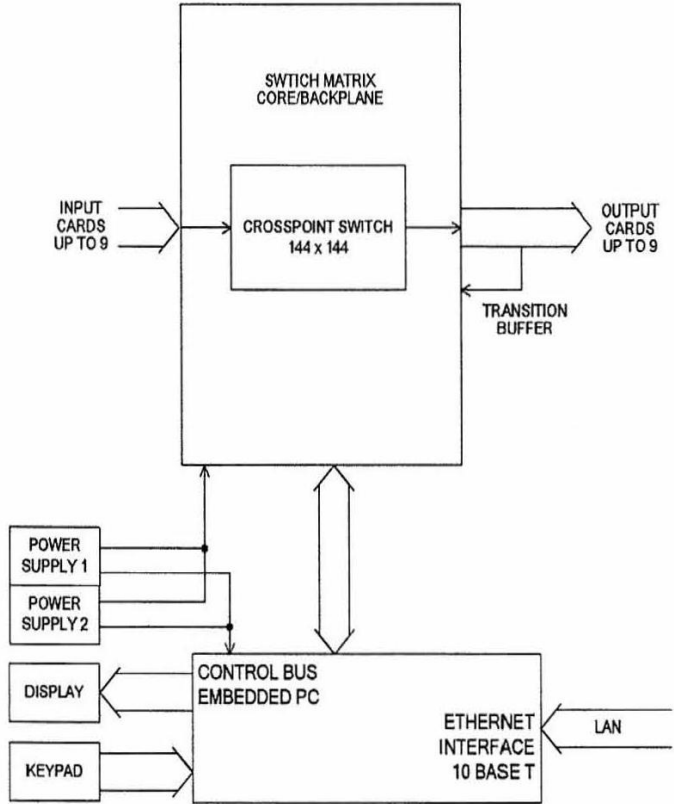 SWTICH MATRIX
CORE/BACKPLANE
INPUT
CARDS
UP TO 9
CROSSPOINT SWITCH
144 x 144
OUTPUT
CARDS
UP TO 9
TRANSITION
BUFFER
POWER
SUPPLY 1
POWER
SUPPLY 2
DISPLAY
KEYPAD
CONTROL BUS
EMBEDDED PC
ETHERNET
INTERFACE
10 BASE T
LAN